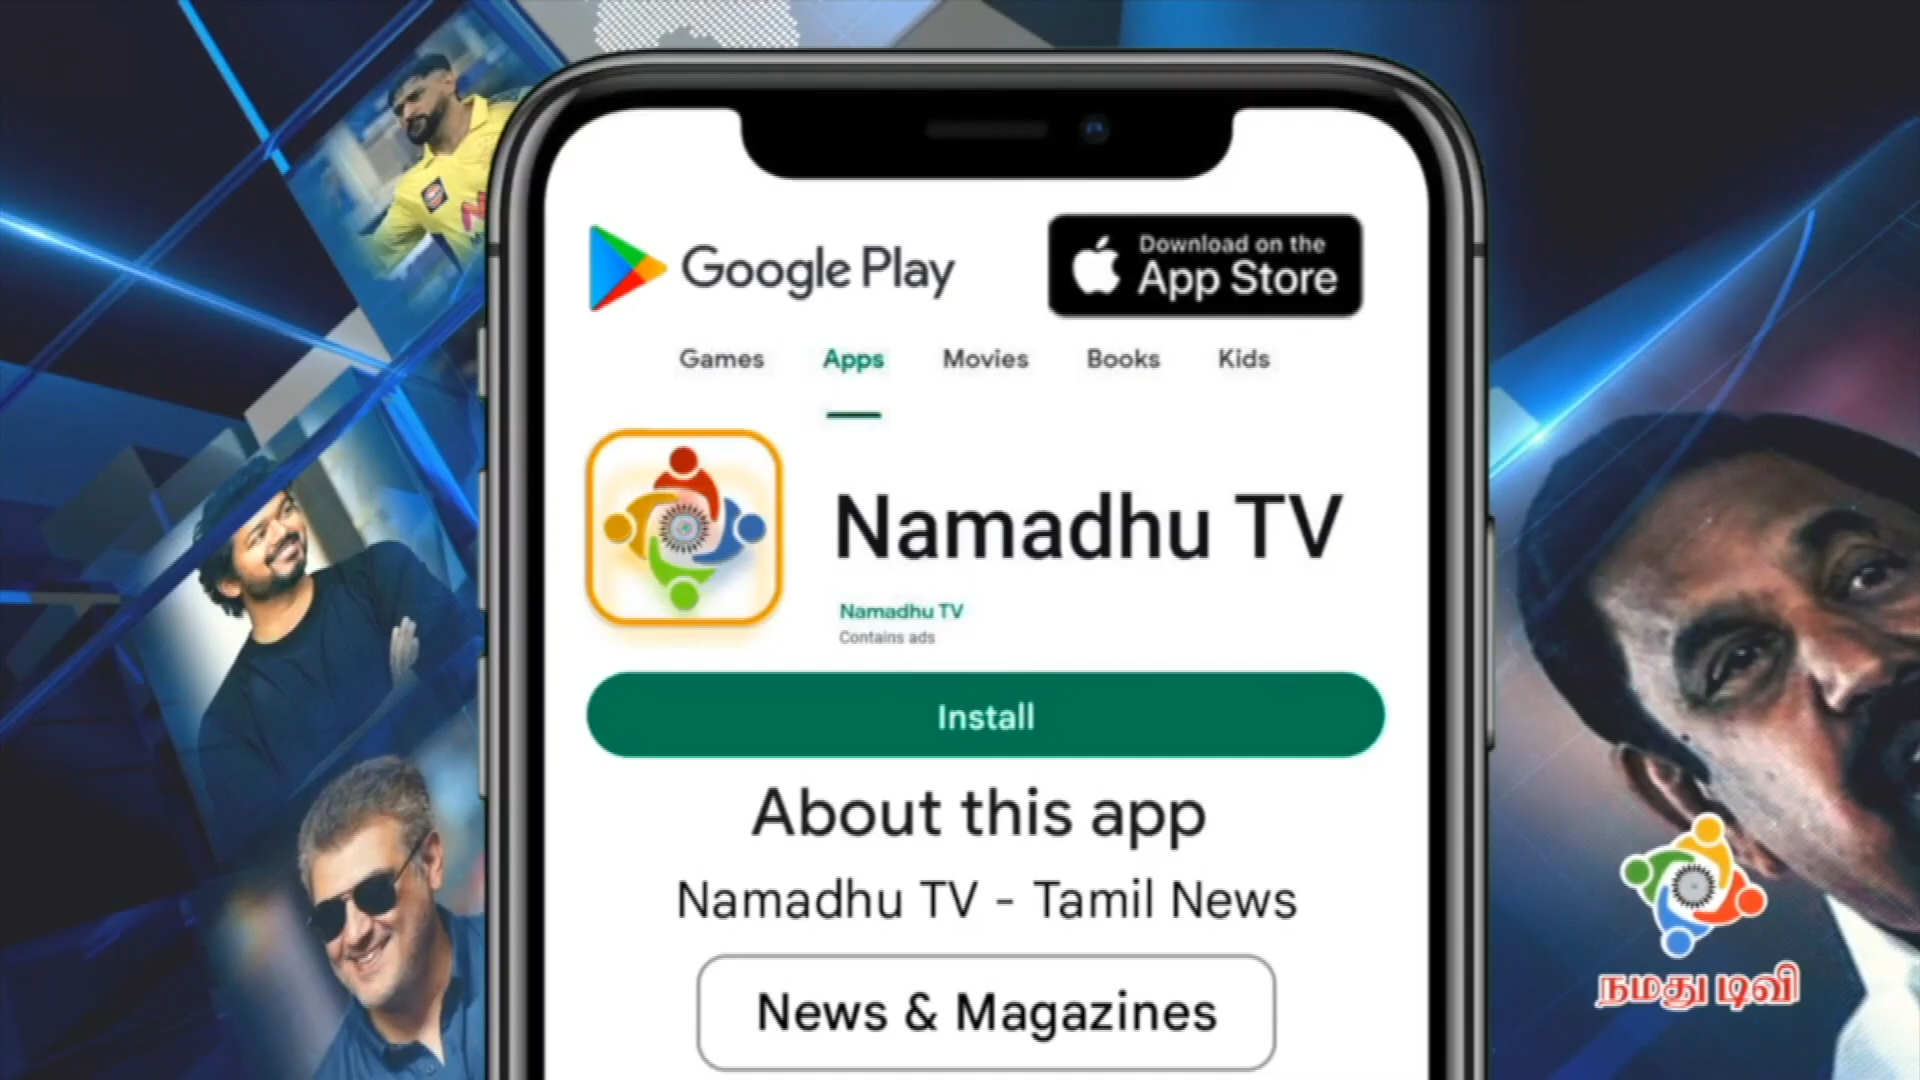 Google Play
Download on the
App Store
Games Apps Movies Books Kids
Namadhu TV
Namadhu TV
Contains ads
Install
About this app
Namadhu TV - Tamil News
News & Magazines
நமது டிவி